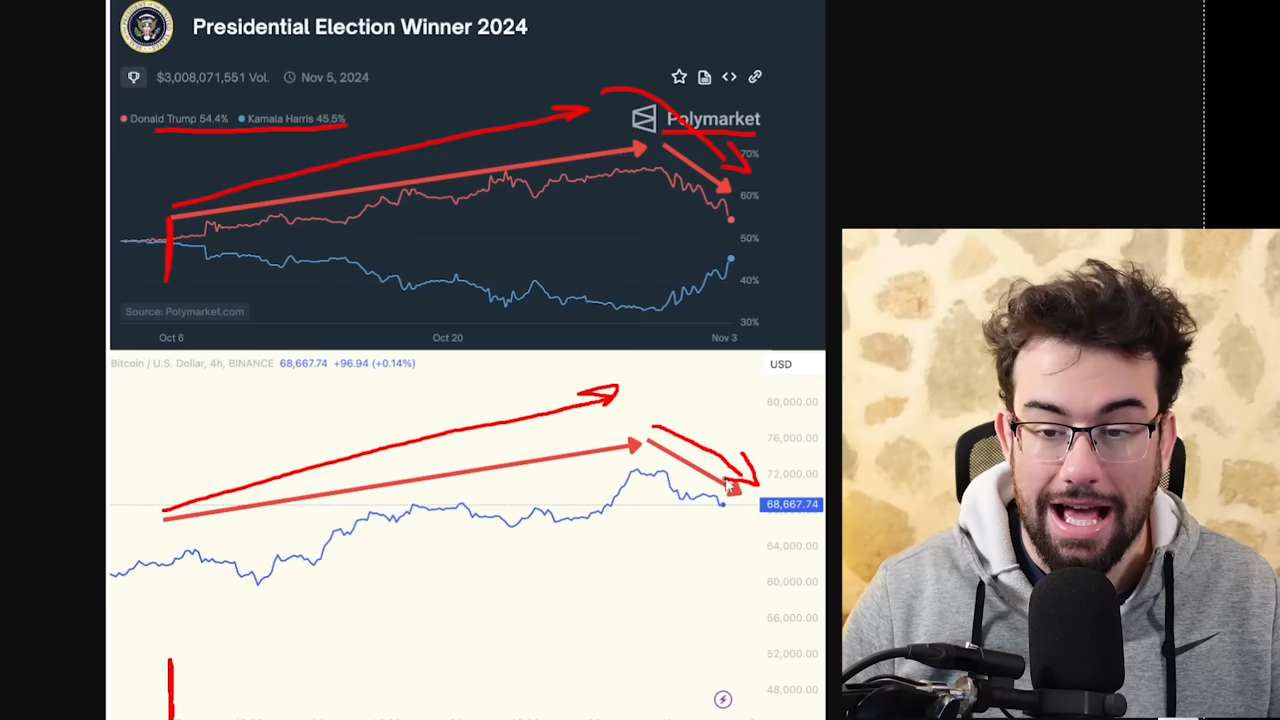 Presidential Election Winner 2024
$3,008,071,551 Vol. Nov 5, 2024
Donald Trump 54.4% Kamala Harris 45.5%
Polymarket
70%
60%
50%
40%
Source: Polymarket.com
30%
Oct 6 Oct 20 Nov 3
Bitcoin / U.S. Dollar, 4h, BINANCE 68,667.74 +96.94 (+0.14%)
USD
80,000.00
76,000.00
72,000.00
68,667.74
64,000.00
60,000.00
56,000.00
52,000.00
48,000.00